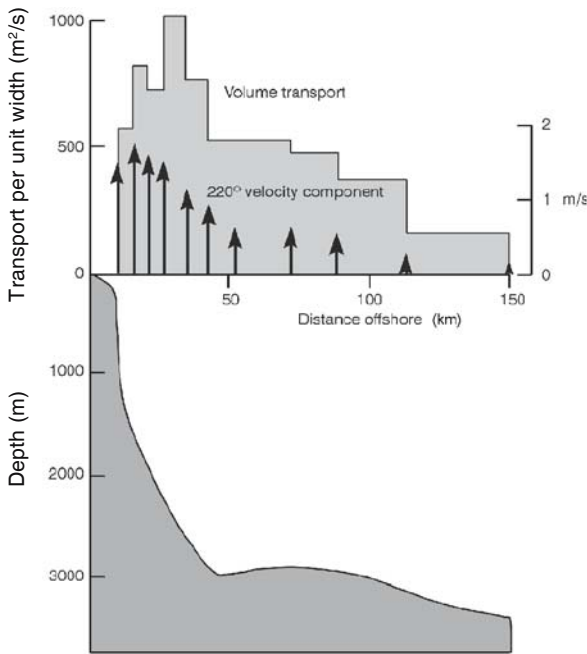 Transport per unit width (m²/s)
1000
500
0
Volume transport
220° velocity component
2
1 m/s
0
50 100 150
Distance offshore (km)
Depth (m)
1000
2000
3000